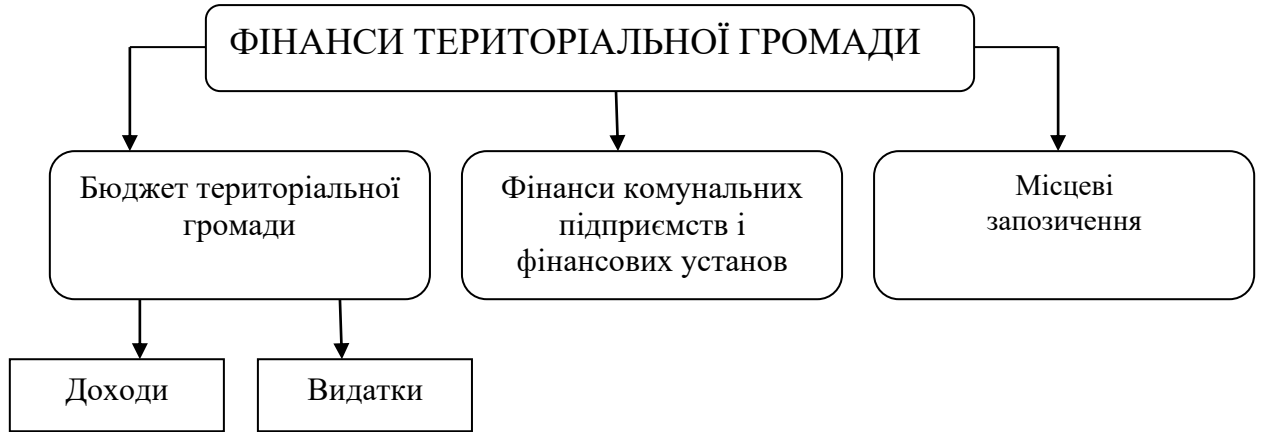 ФІНАНСИ ТЕРИТОРІАЛЬНОЇ ГРОМАДИ
Бюджет територіальної
громади
Фінанси комунальних
підприємств і
фінансових установ
Місцеві
запозичення
Доходи
Видатки